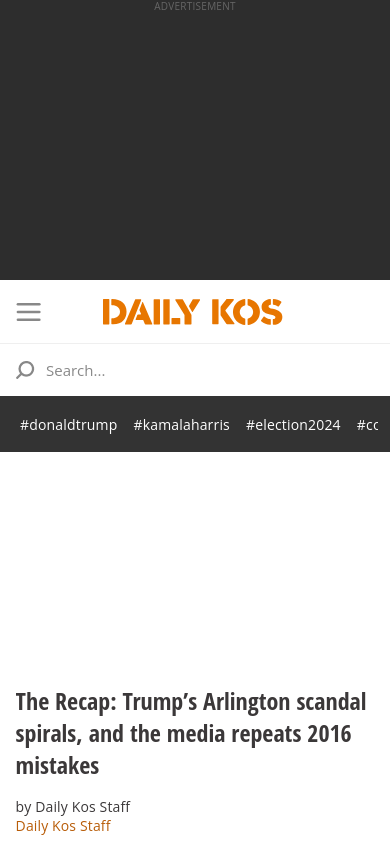 ADVERTISEMENT
DAILY KOS
Search...
#donaldtrump #kamalaharris #election2024
The Recap: Trump’s Arlington scandal
spirals, and the media repeats 2016
mistakes
by Daily Kos Staff
Daily Kos Staff